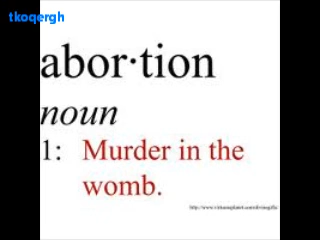 tkoqergh
abor·tion
noun
1: Murder in the
womb.